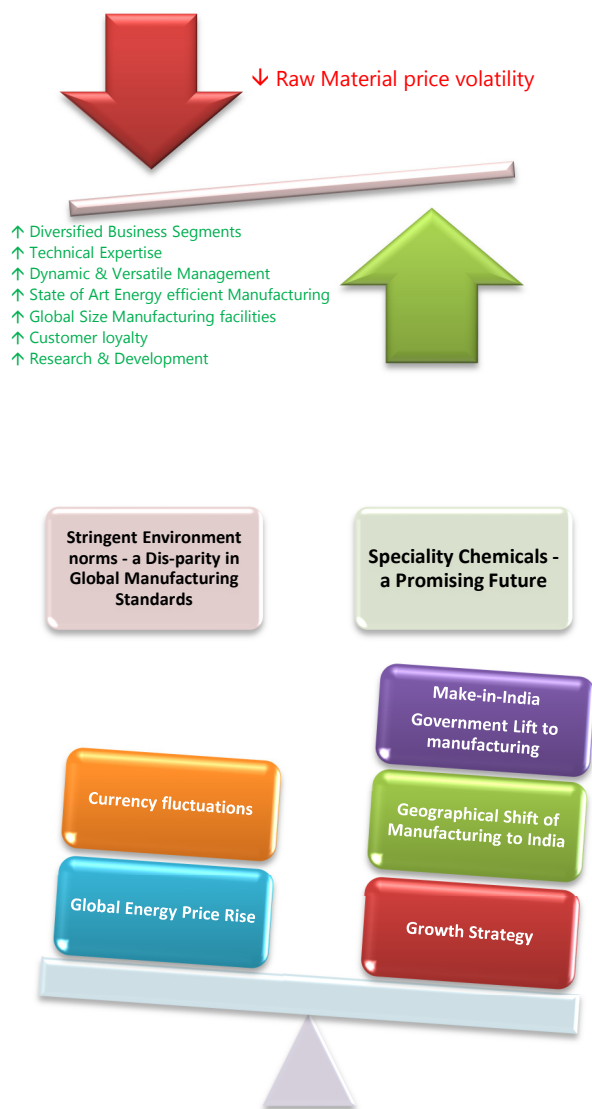 ↓ Raw Material price volatility
↑ Diversified Business Segments
↑ Technical Expertise
↑ Dynamic & Versatile Management
↑ State of Art Energy efficient Manufacturing
↑ Global Size Manufacturing facilities
↑ Customer loyalty
↑ Research & Development
Stringent Environment
norms - a Dis-parity in
Global Manufacturing
Standards
Speciality Chemicals -
a Promising Future
Make-in-India
Government Lift to
manufacturing
Currency fluctuations
Geographical Shift of
Manufacturing to India
Global Energy Price Rise
Growth Strategy